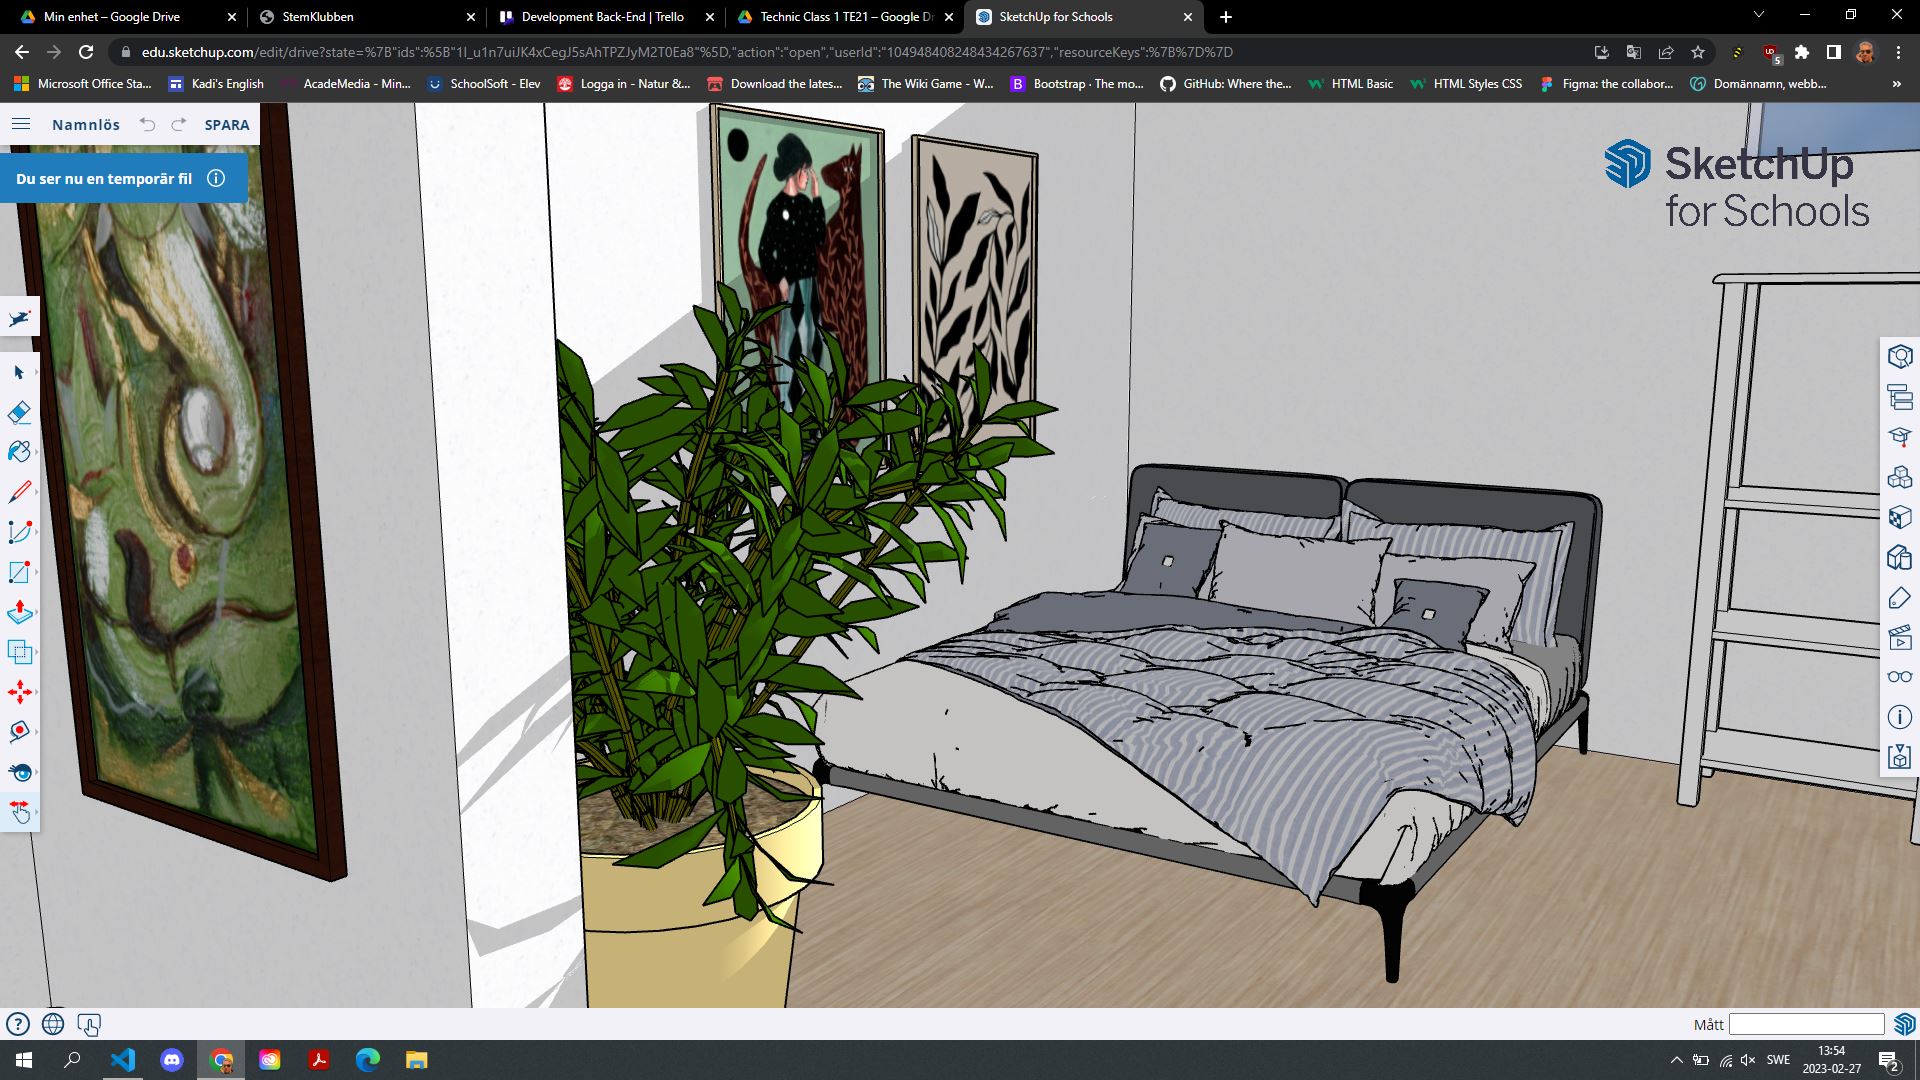 Min enhet – Google Drive
StemKlubben
Development Back-End | Trello
Technic Class 1 TE21 – Google Dr
SketchUp for Schools
edu.sketchup.com/edit/drive?state=%7B"ids":%5B"1l_u1n7uiJK4xCegJ5sAhTPZJyM2T0Ea8"%5D,"action":"open","userId":"104948408248434267637","resourceKeys":%7B%7D%7D
5
Microsoft Office Sta...
Kadi's English
AcadeMedia - Min...
SchoolSoft - Elev
Logga in - Natur &...
Download the lates...
The Wiki Game - W...
B Bootstrap · The mo...
GitHub: Where the...
HTML Basic
HTML Styles CSS
Figma: the collabor...
Domännamn, webb...
»
Namnlös
SPARA
Du ser nu en temporär fil
SketchUp
for Schools
Mått
SWE
13:54
2023-02-27
2